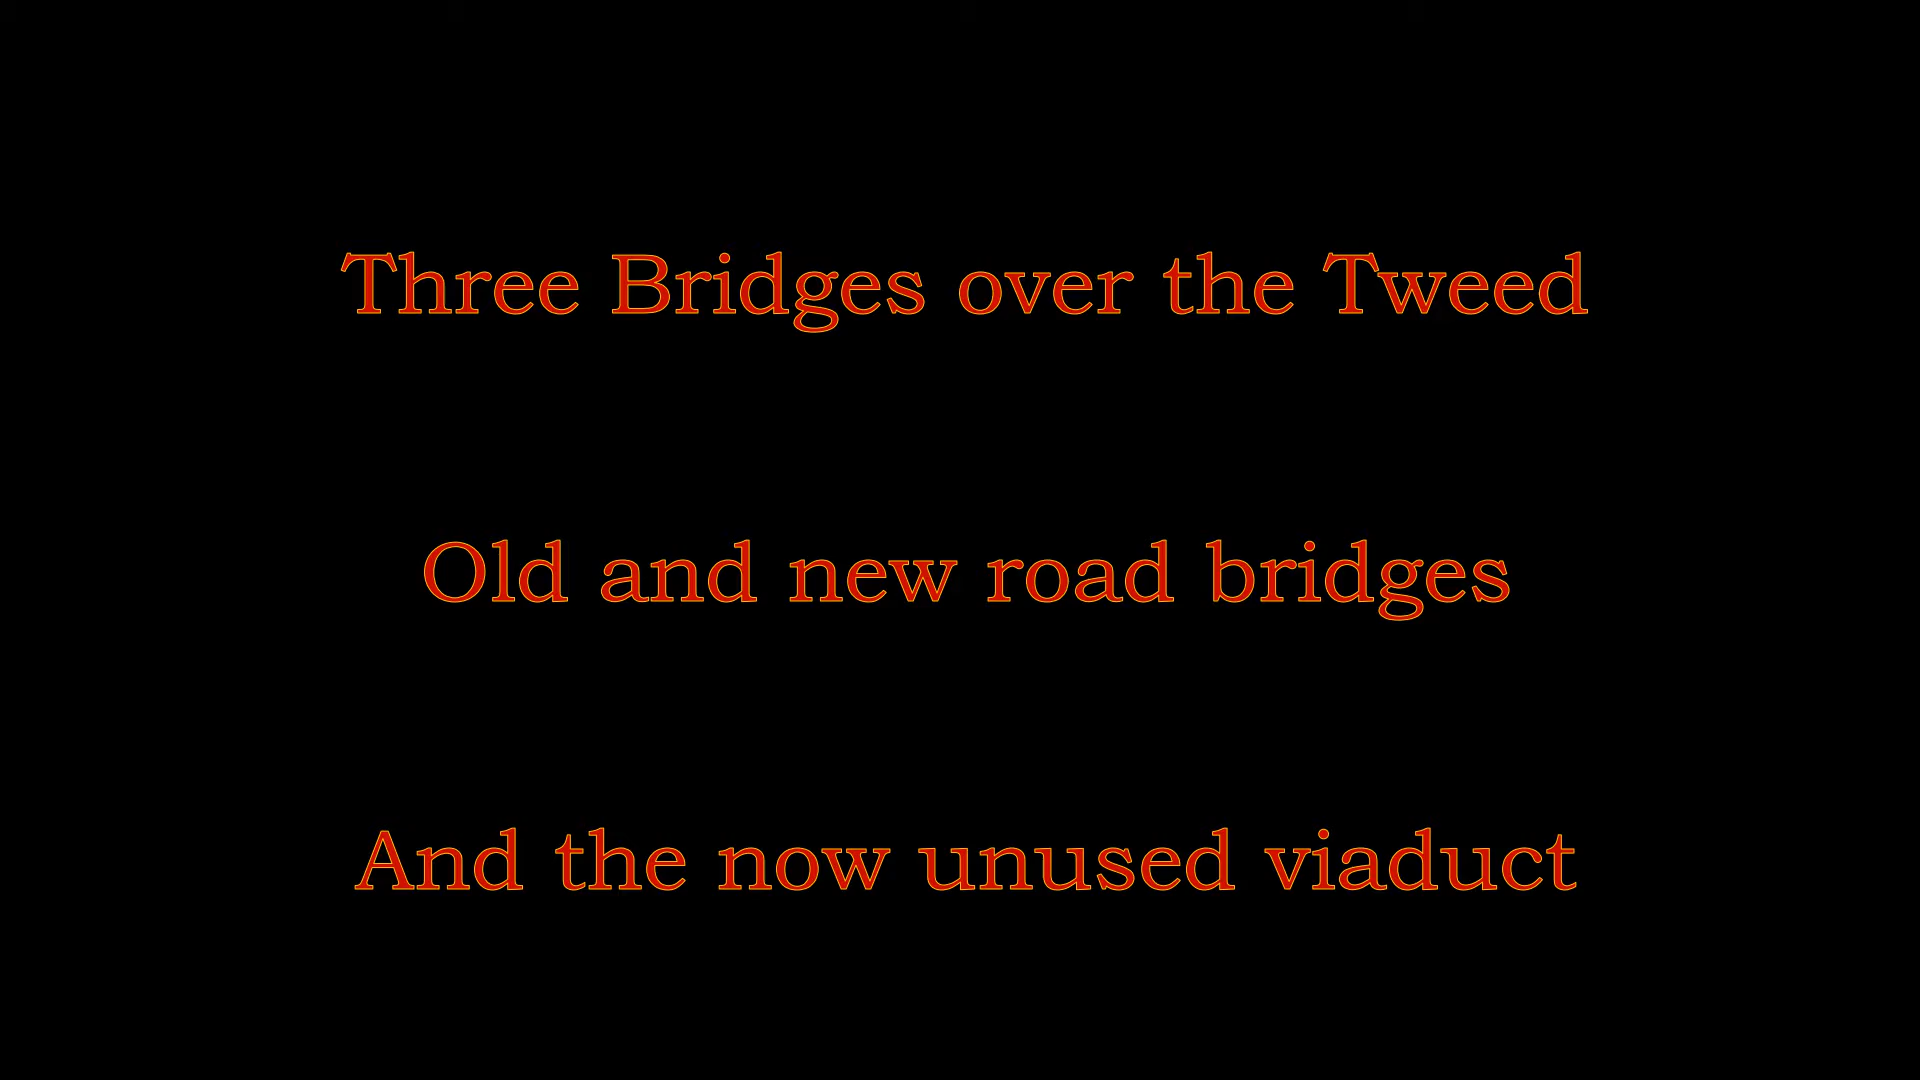 Three Bridges over the Tweed
Old and new road bridges
And the now unused viaduct